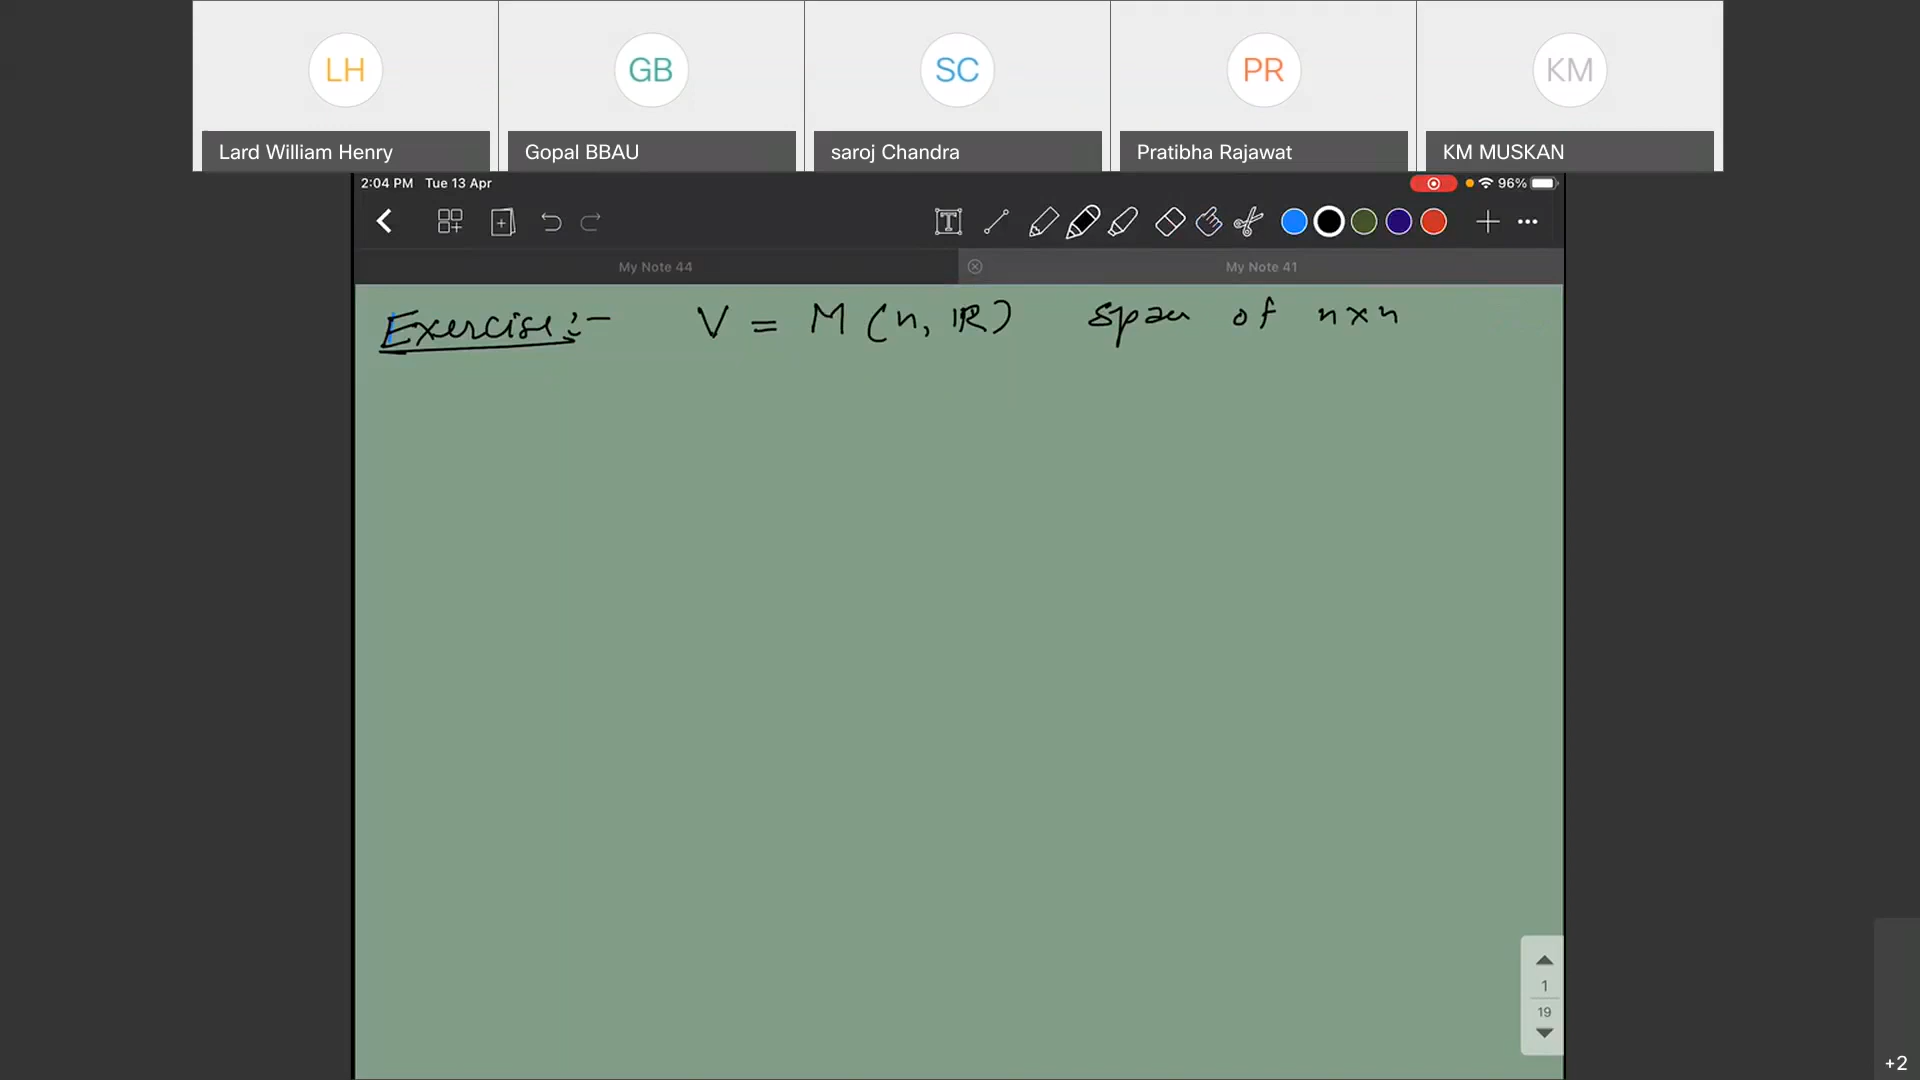 LH GB SC PR KM
Lard William Henry Gopal BBAU saroj Chandra Pratibha Rajawat KM MUSKAN
2:04 PM Tue 13 Apr 96%
T
My Note 44 My Note 41
Exercise:- V = M (n, ℝ) span of n×n
1
19
+2